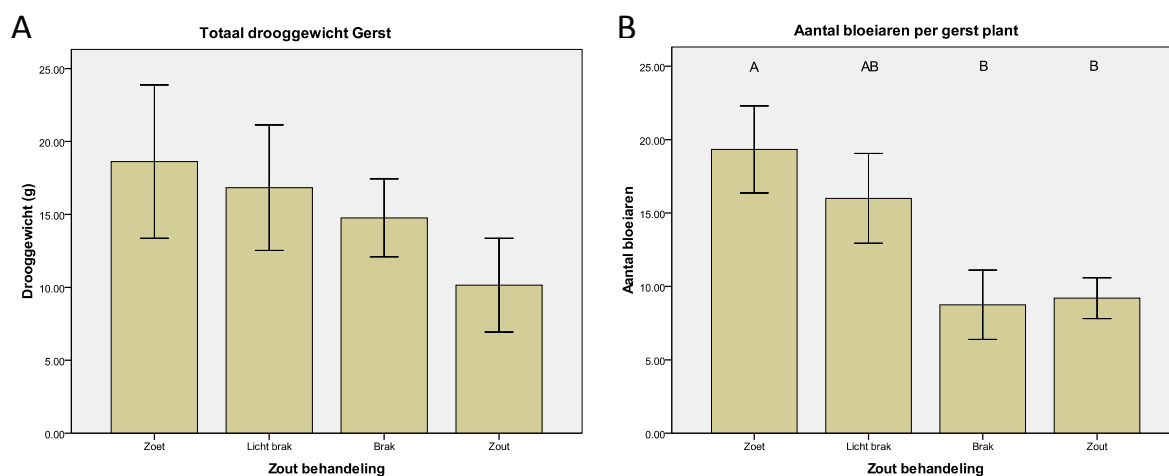 A
Totaal drooggewicht Gerst
Drooggewicht (g)
25.00
20.00
15.00
10.00
5.00
0.00
Zoet Licht brak Brak Zout
Zout behandeling
B
Aantal bloeiaren per gerst plant
Aantal bloeiaren
25.00
20.00
15.00
10.00
5.00
0.00
A AB B B
Zoet Licht brak Brak Zout
Zout behandeling